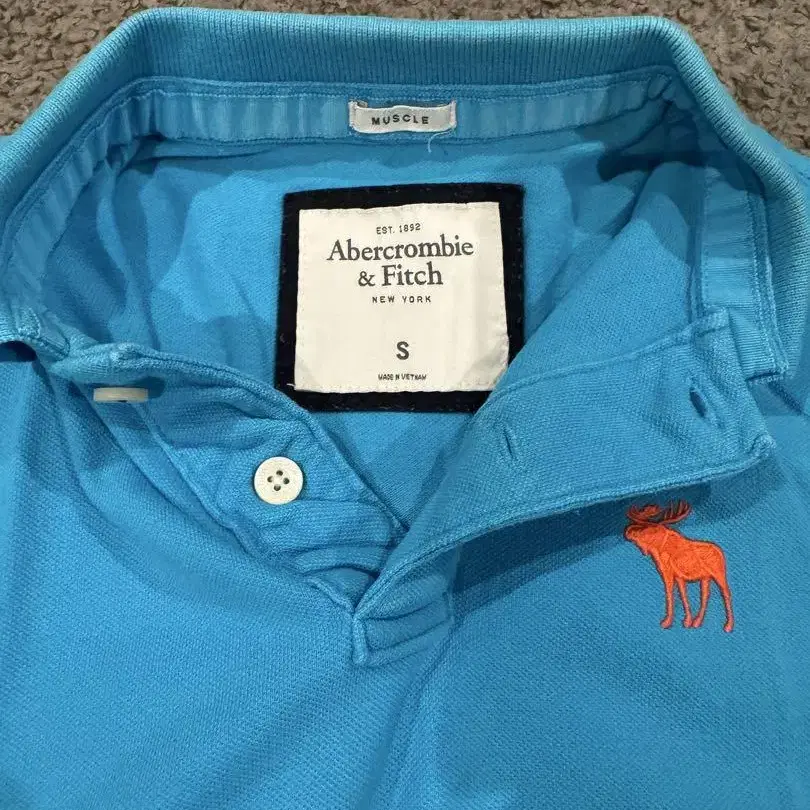 MUSCLE
EST. 1892
Abercrombie
& Fitch
NEW YORK
S
MADE IN VIETNAM